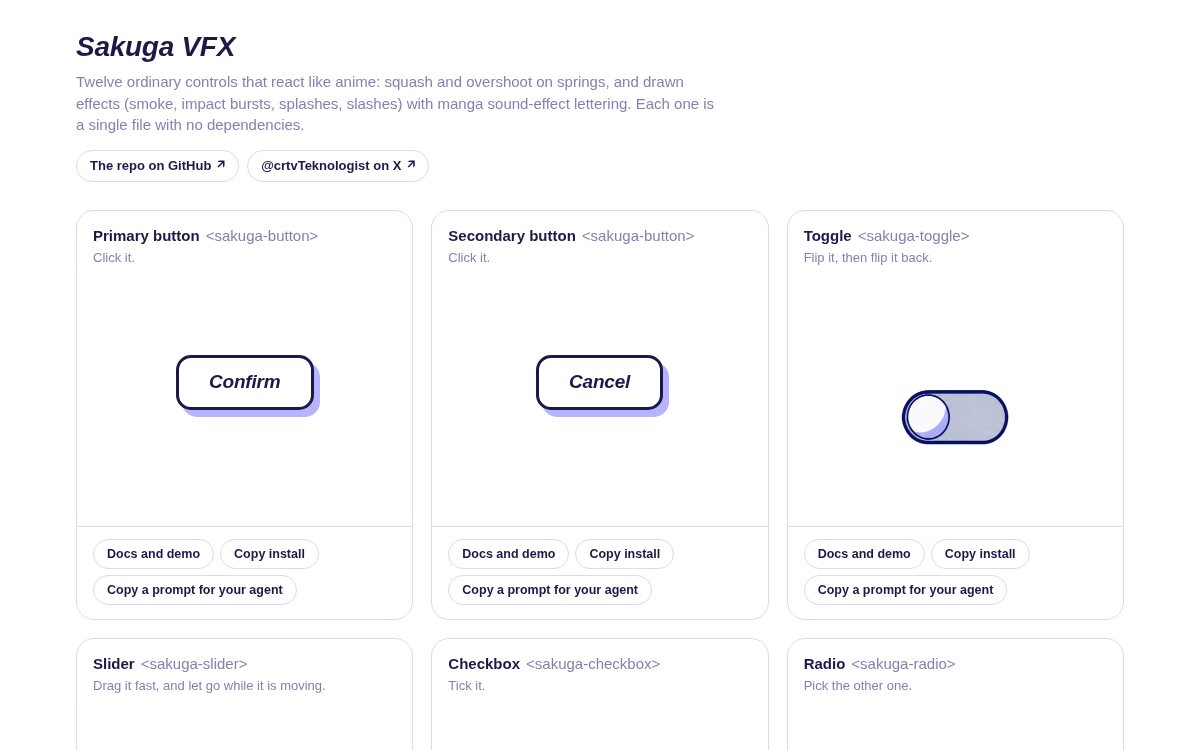 Sakuga VFX
Twelve ordinary controls that react like anime: squash and overshoot on springs, and drawn
effects (smoke, impact bursts, splashes, slashes) with manga sound-effect lettering. Each one is
a single file with no dependencies.
The repo on GitHub
@crtvTeknologist on X
Primary button <sakuga-button>
Click it.
Confirm
Docs and demo
Copy install
Copy a prompt for your agent
Secondary button <sakuga-button>
Click it.
Cancel
Docs and demo
Copy install
Copy a prompt for your agent
Toggle <sakuga-toggle>
Flip it, then flip it back.
Docs and demo
Copy install
Copy a prompt for your agent
Slider <sakuga-slider>
Drag it fast, and let go while it is moving.
Checkbox <sakuga-checkbox>
Tick it.
Radio <sakuga-radio>
Pick the other one.